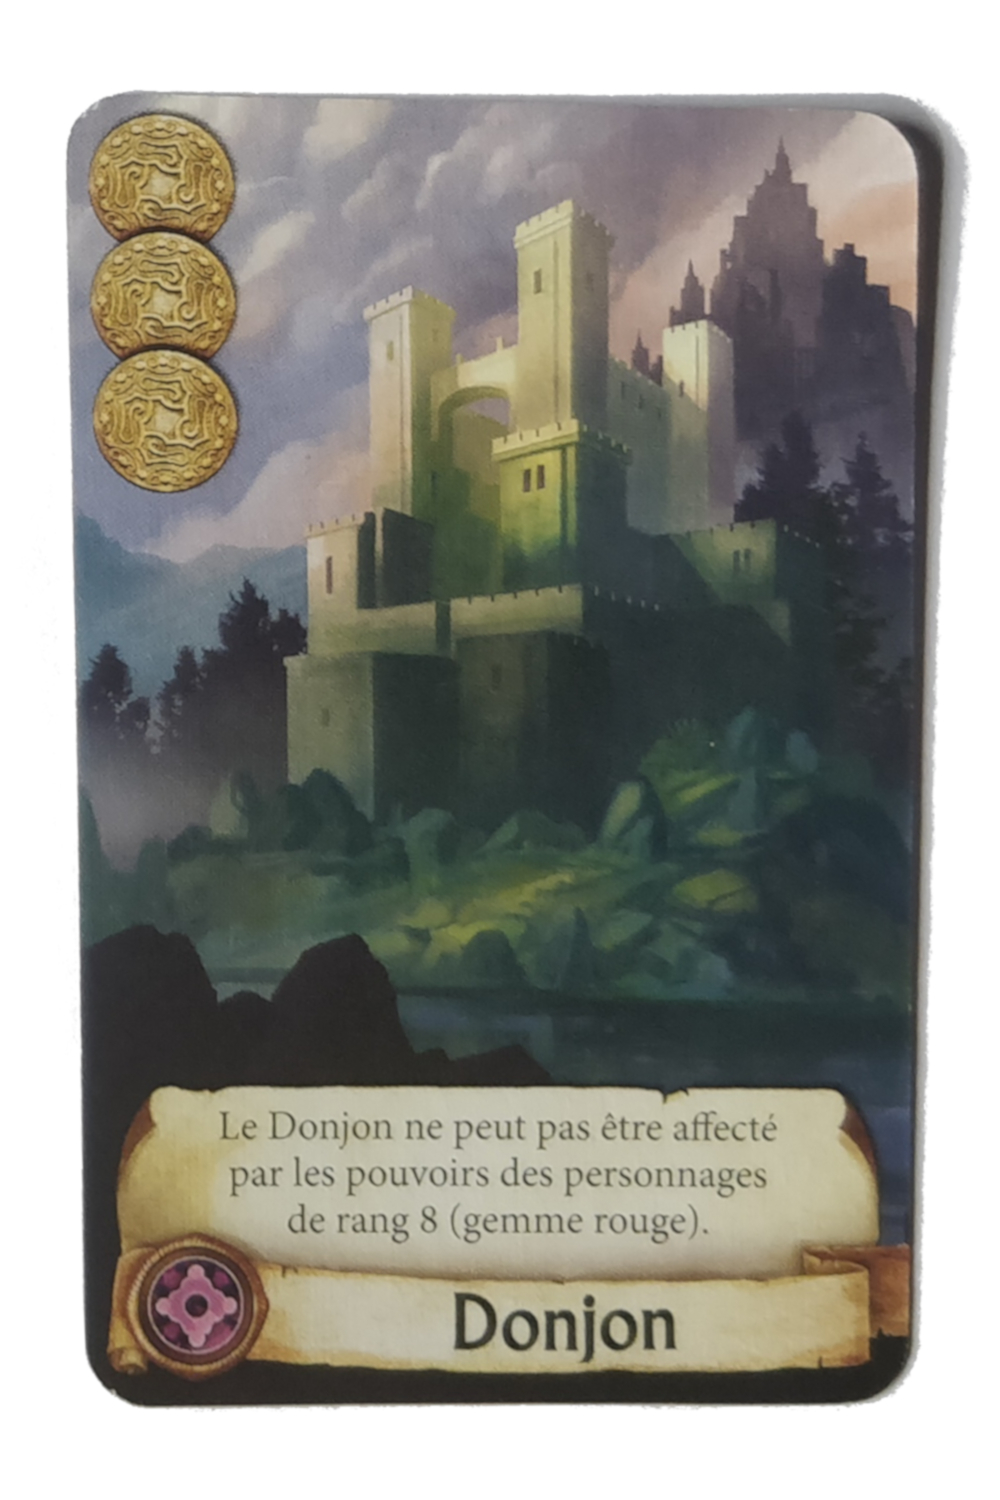 Le Donjon ne peut pas être affecté
par les pouvoirs des personnages
de rang 8 (gemme rouge).
Donjon